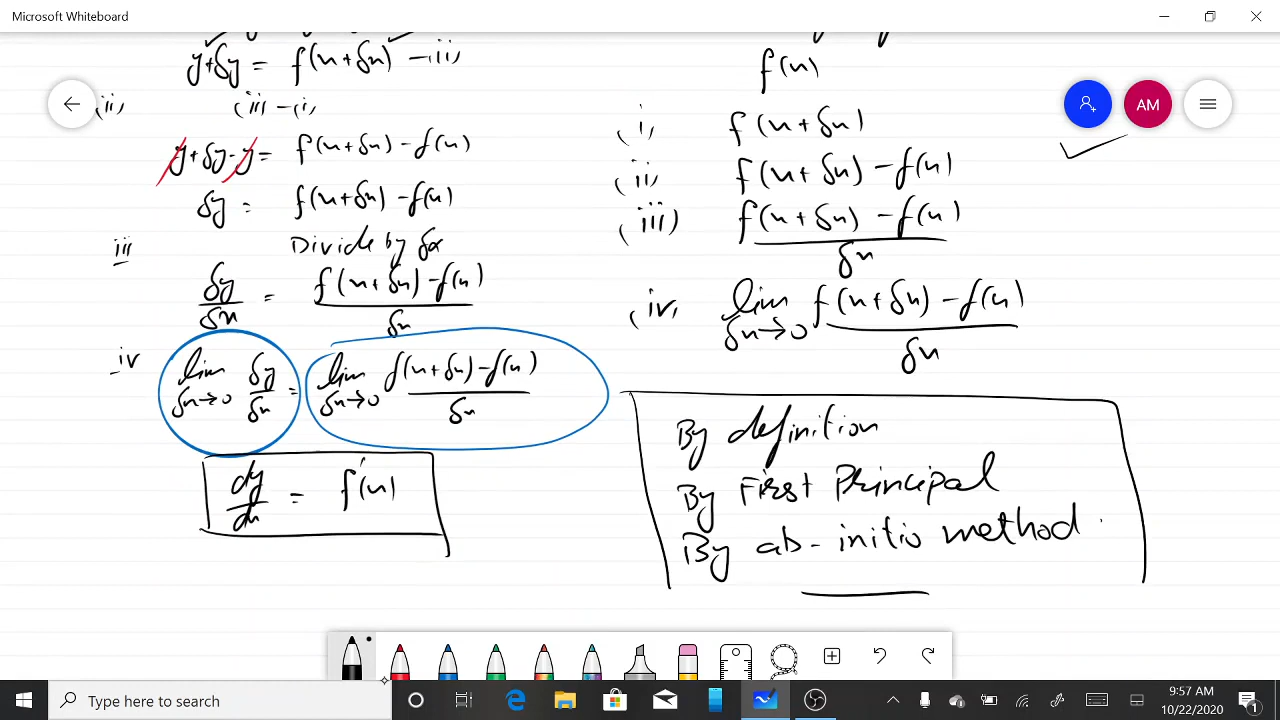 Microsoft Whiteboard
y+δy = f(x+δx) –iii)
(ii) (iii – (i)
y+δy-y = f(x+δx) – f(x)
δy = f(x+δx) – f(x)
iii Divide by δx
δy/δx = f(x+δx) – f(x)/δx
iv lim δx→0 δy/δx = lim δx→0 f(x+δx) – f(x)/δx
dy/dx = f'(x)
f(x)
AM
(i) f(x+δx)
(ii) f(x+δx) – f(x)
(iii) f(x+δx) – f(x)/δx
(iv) lim δx→0 f(x+δx) – f(x)/δx
By definition
By First Principal
By ab-initio method.
Type here to search
9:57 AM
10/22/2020
1